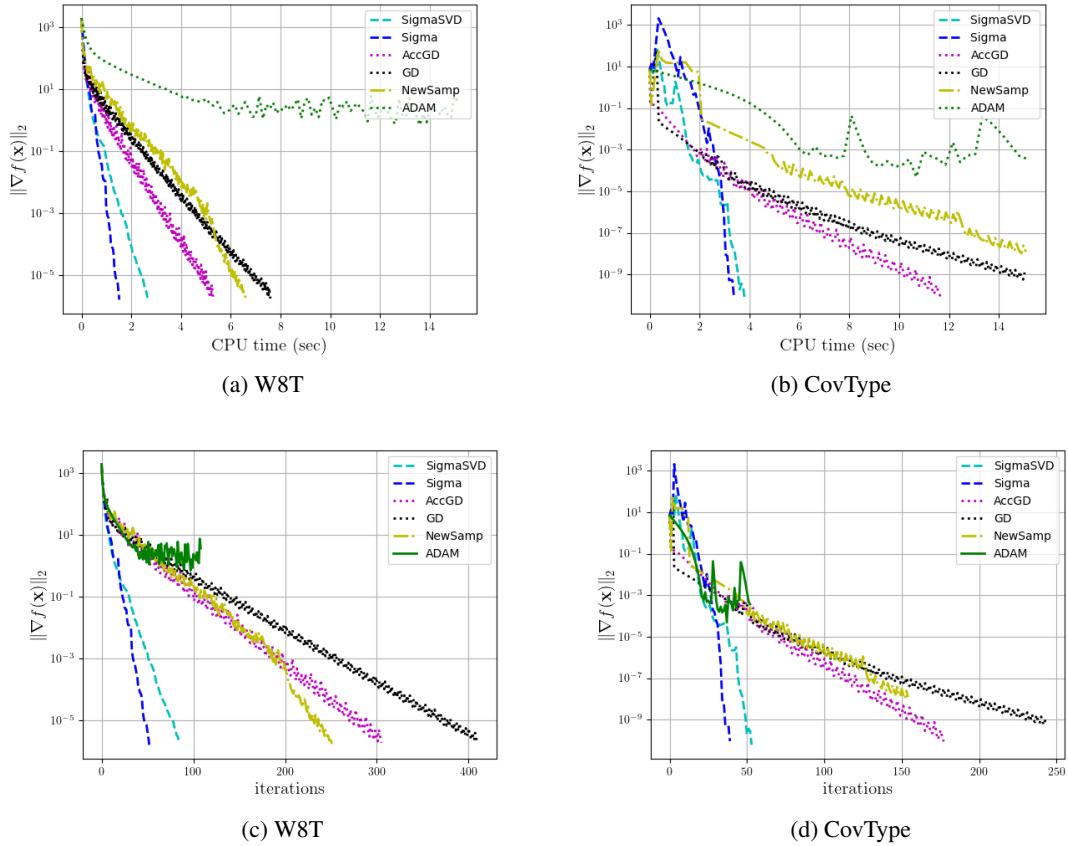 SigmaSVD
Sigma
AccGD
GD
NewSamp
ADAM
10³
10¹
10⁻¹
10⁻³
10⁻⁵
‖∇f(x)‖₂
0 2 4 6 8 10 12 14
CPU time (sec)
(a) W8T
SigmaSVD
Sigma
AccGD
GD
NewSamp
ADAM
10³
10¹
10⁻¹
10⁻³
10⁻⁵
10⁻⁷
10⁻⁹
‖∇f(x)‖₂
0 2 4 6 8 10 12 14
CPU time (sec)
(b) CovType
SigmaSVD
Sigma
AccGD
GD
NewSamp
ADAM
10³
10¹
10⁻¹
10⁻³
10⁻⁵
‖∇f(x)‖₂
0 100 200 300 400
iterations
(c) W8T
SigmaSVD
Sigma
AccGD
GD
NewSamp
ADAM
10³
10¹
10⁻¹
10⁻³
10⁻⁵
10⁻⁷
10⁻⁹
‖∇f(x)‖₂
0 50 100 150 200 250
iterations
(d) CovType